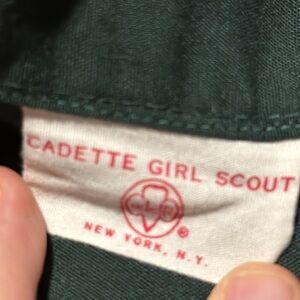 CADETTE GIRL SCOUT
®
NEW YORK, N.Y.